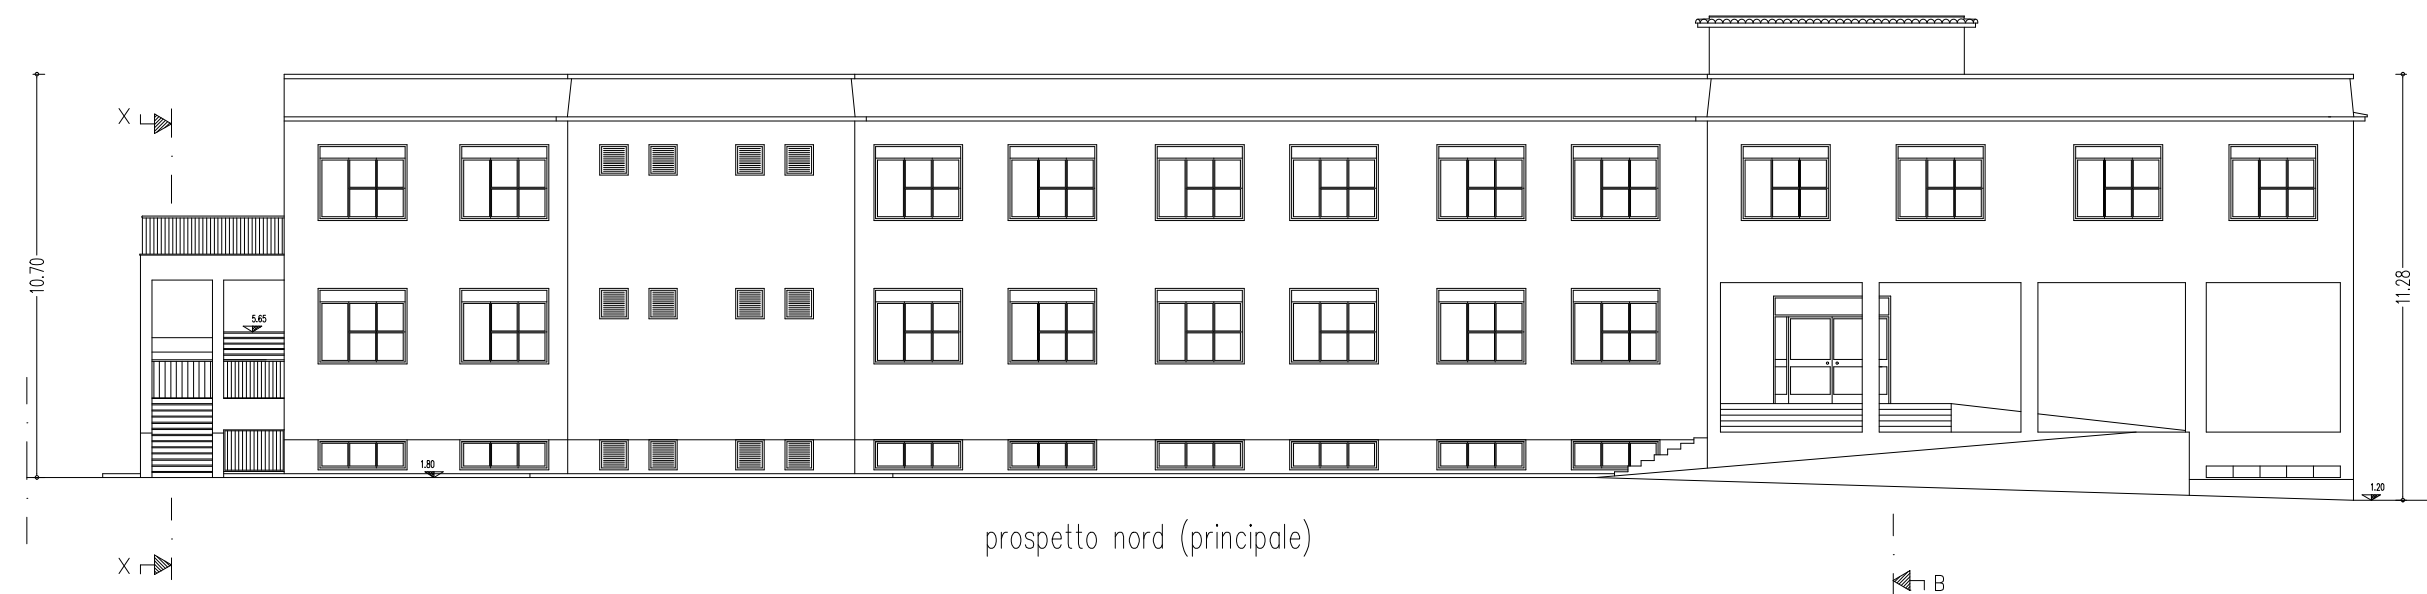 X
10.70
11.28
5.65
1.80
1.20
prospetto nord (principale)
X
B